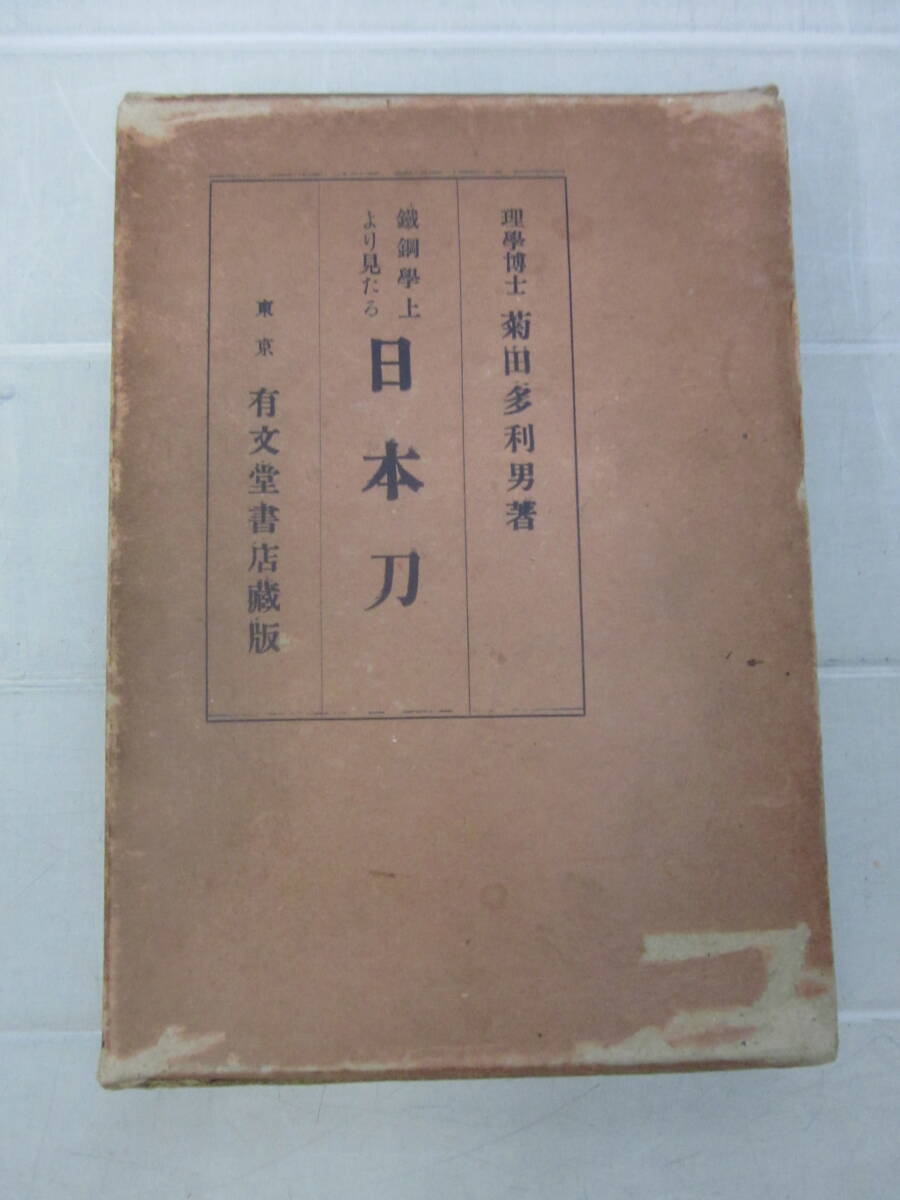 理學博士 菊田多利男著
鐵鋼學上
より見たる
日本刀
東京 有文堂書店藏版